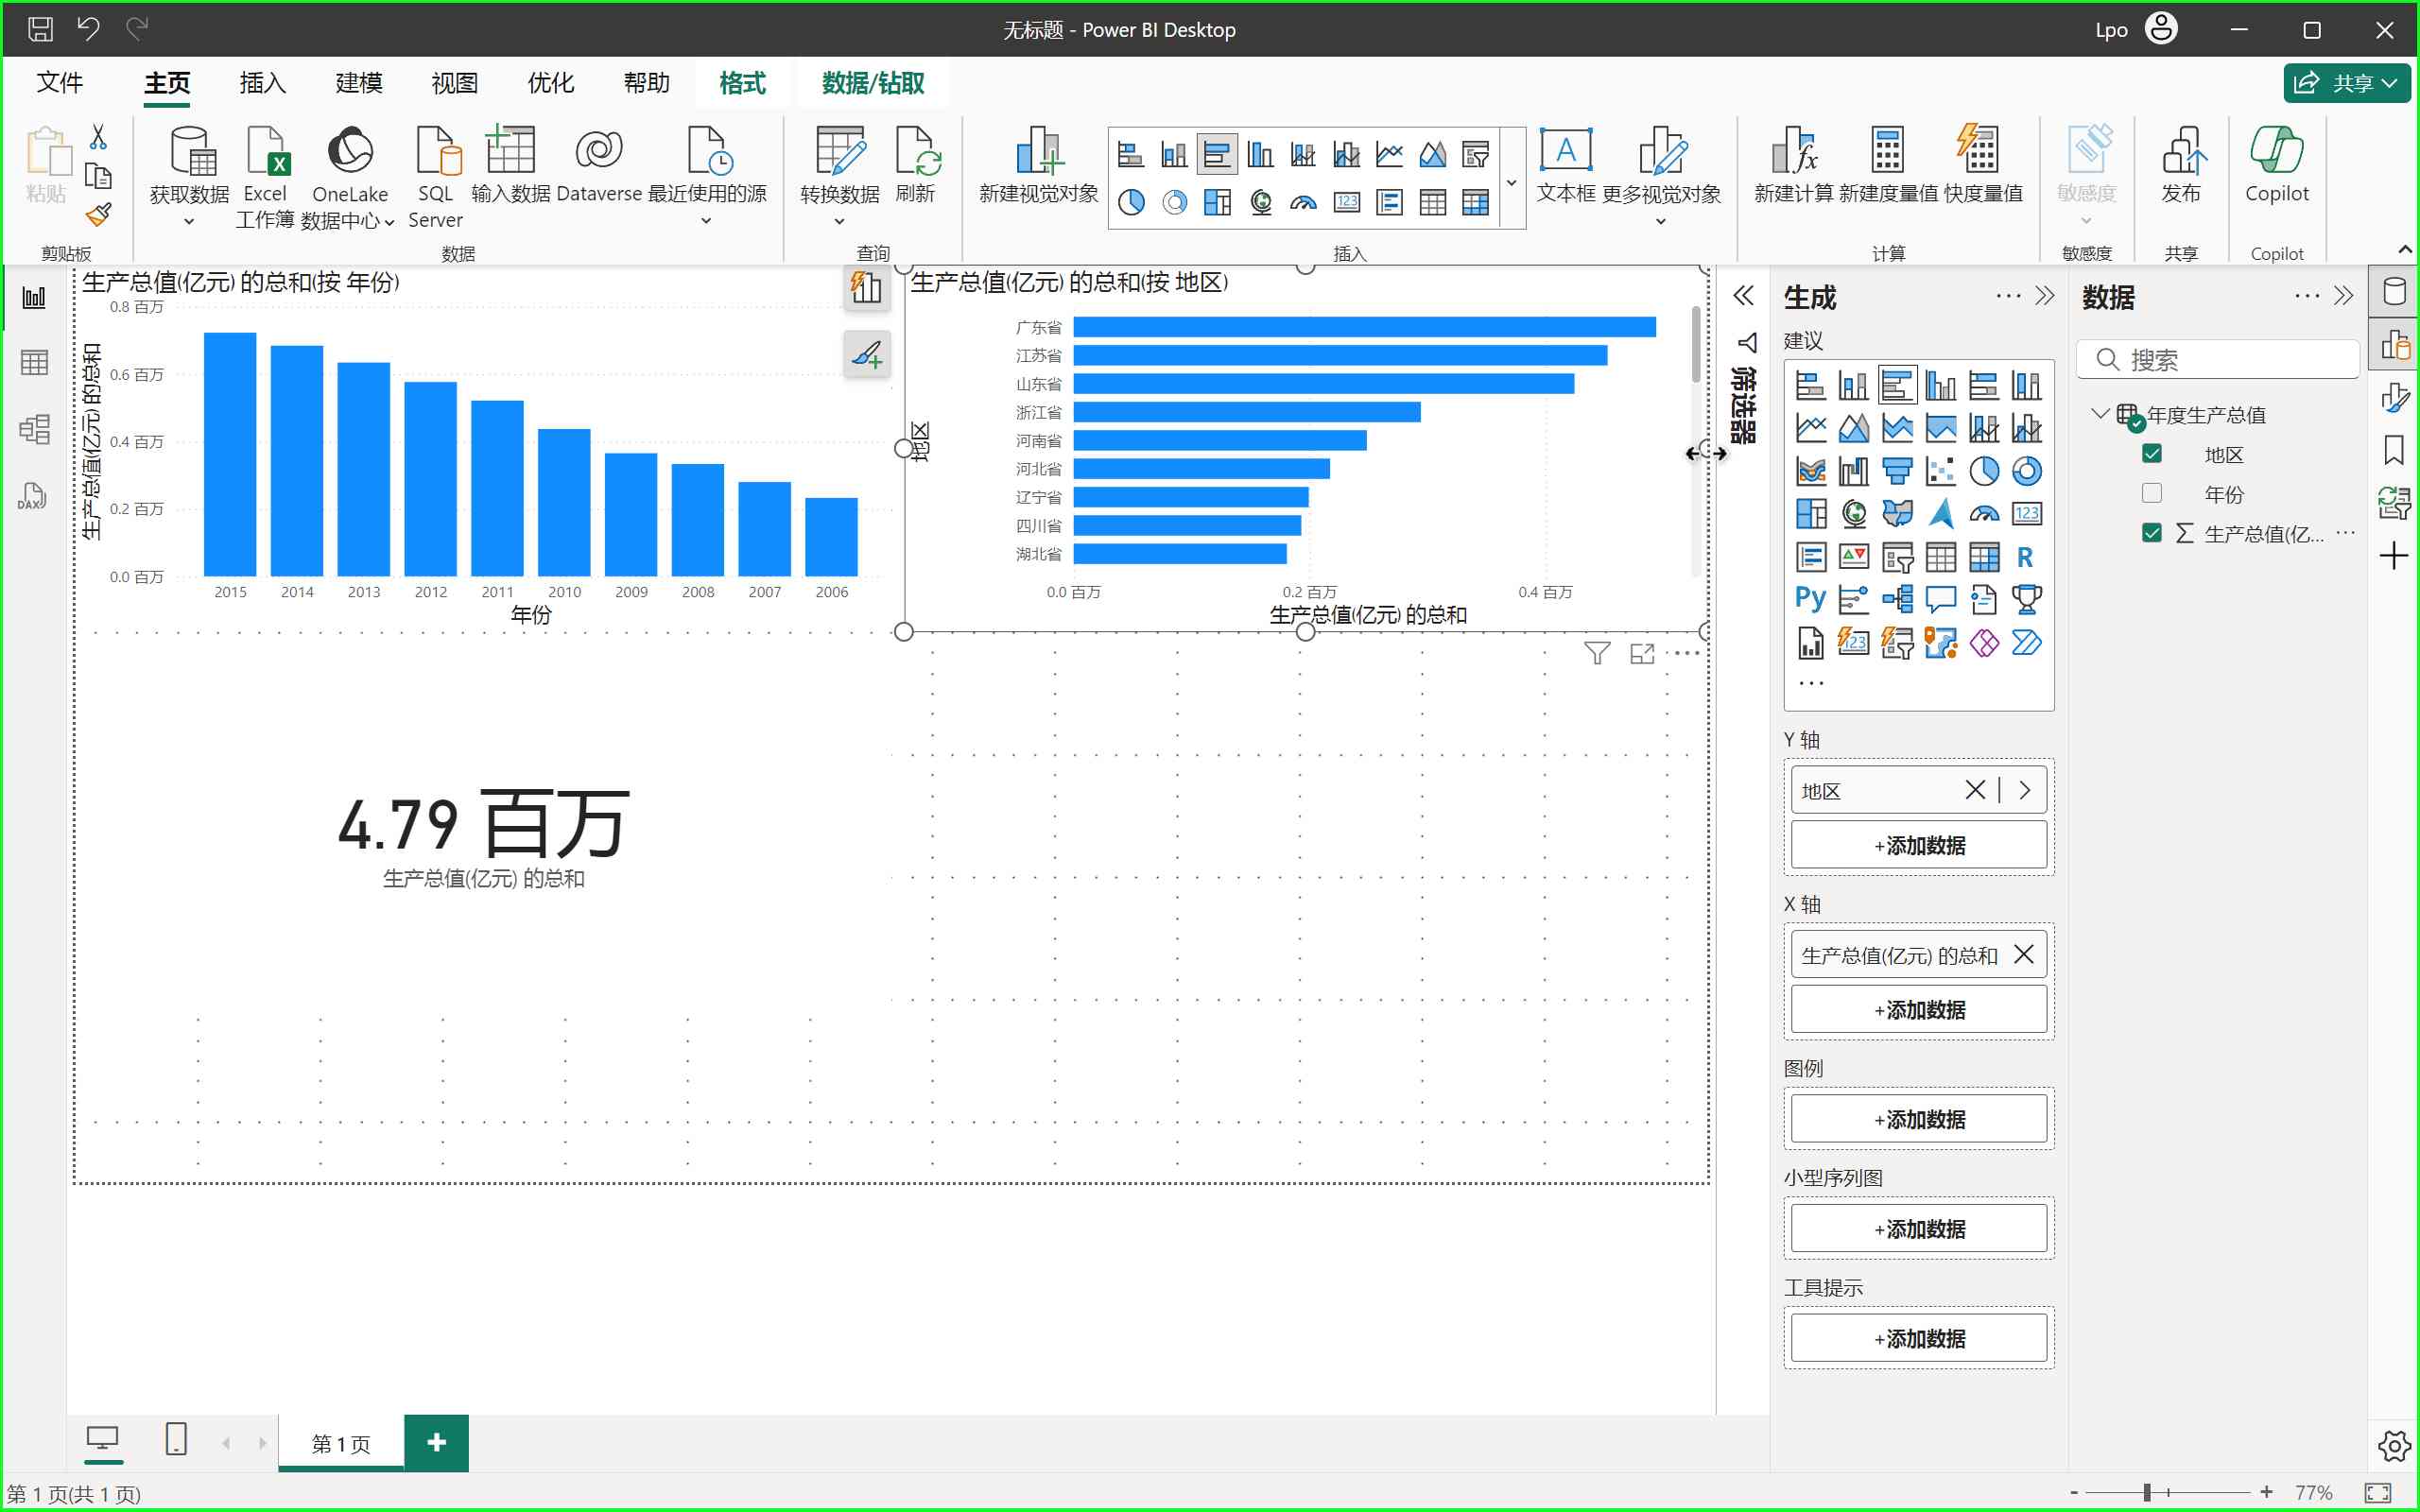 无标题 - Power BI Desktop
Lpo
文件
主页
插入
建模
视图
优化
帮助
格式
数据/钻取
共享
粘贴
剪贴板
获取数据
Excel
工作簿
OneLake
数据中心
SQL
Server
输入数据
Dataverse
最近使用的源
数据
转换数据
刷新
查询
新建视觉对象
文本框
更多视觉对象
插入
新建计算
新建度量值
快度量值
计算
敏感度
敏感度
发布
共享
Copilot
Copilot
生产总值(亿元) 的总和(按 年份)
生产总值(亿元) 的总和
0.8 百万
0.6 百万
0.4 百万
0.2 百万
0.0 百万
2015
2014
2013
2012
2011
2010
2009
2008
2007
2006
年份
生产总值(亿元) 的总和(按 地区)
地区
广东省
江苏省
山东省
浙江省
河南省
河北省
辽宁省
四川省
湖北省
0.0 百万
0.2 百万
0.4 百万
生产总值(亿元) 的总和
4.79 百万
生产总值(亿元) 的总和
筛选器
生成
建议
123
R
Py
123
Y 轴
地区
+添加数据
X 轴
生产总值(亿元) 的总和
+添加数据
图例
+添加数据
小型序列图
+添加数据
工具提示
+添加数据
数据
搜索
年度生产总值
地区
年份
生产总值(亿...
DAX
第 1 页
第 1 页(共 1 页)
- + 77%